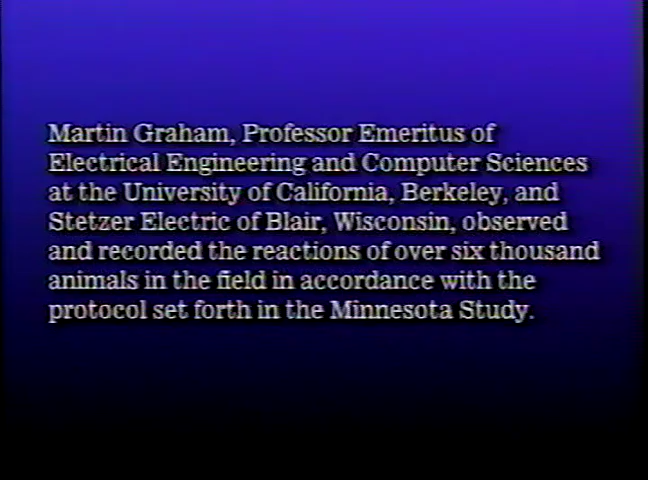 Martin Graham, Professor Emeritus of
Electrical Engineering and Computer Sciences
at the University of California, Berkeley, and
Stetzer Electric of Blair, Wisconsin, observed
and recorded the reactions of over six thousand
animals in the field in accordance with the
protocol set forth in the Minnesota Study.